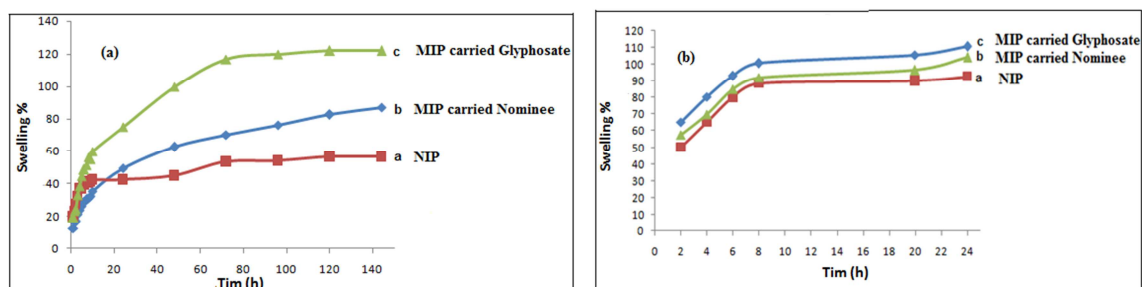 140
120
100
80
60
40
20
0
Swelling %
(a)
c MIP carried Glyphosate
b MIP carried Nominee
a NIP
0 20 40 60 80 100 120 140
Tim (h)
120
110
100
90
80
70
60
50
40
30
20
10
0
Swelling %
(b)
c MIP carried Glyphosate
b MIP carried Nominee
a NIP
0 2 4 6 8 10 12 14 16 18 20 22 24
Tim (h)